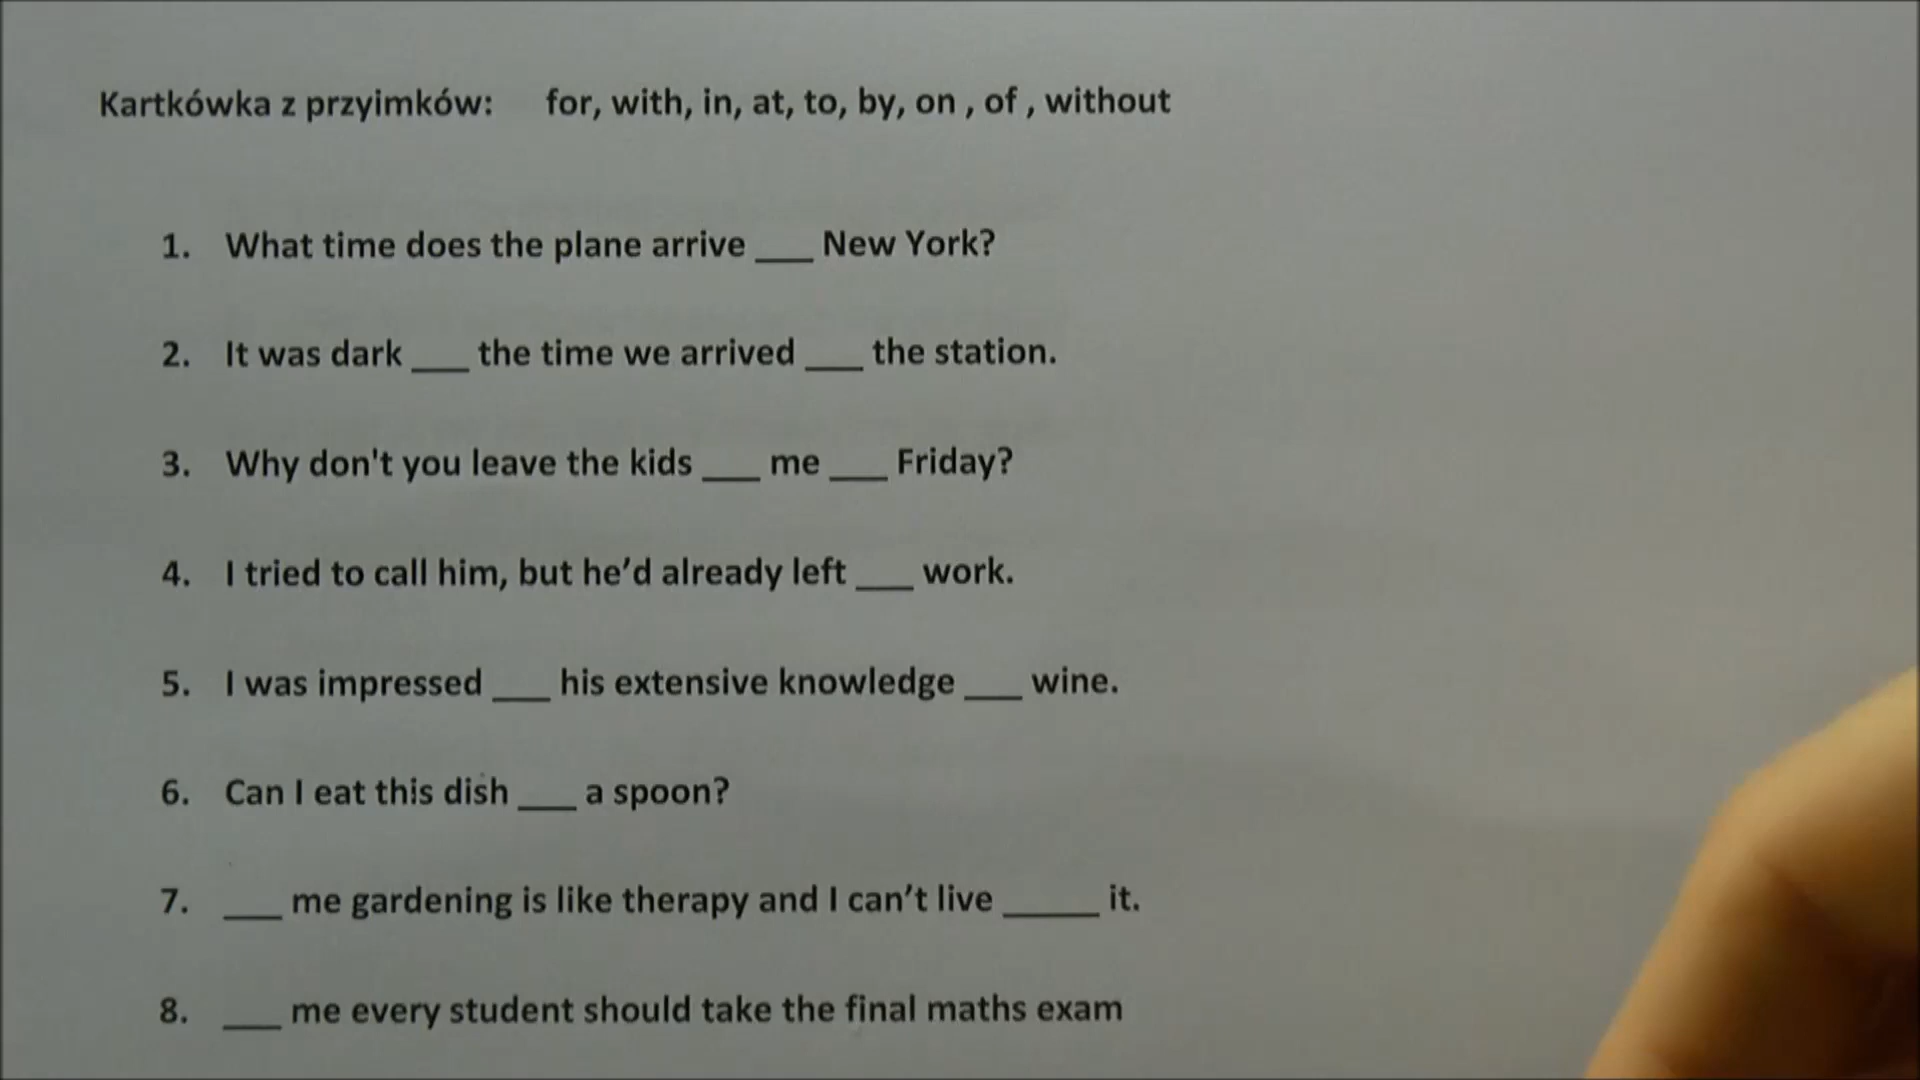 Kartkówka z przyimków: for, with, in, at, to, by, on , of , without
1. What time does the plane arrive ___ New York?
2. It was dark ___ the time we arrived ___ the station.
3. Why don't you leave the kids ___ me ___ Friday?
4. I tried to call him, but he’d already left ___ work.
5. I was impressed ___ his extensive knowledge ___ wine.
6. Can I eat this dish ___ a spoon?
7. ___ me gardening is like therapy and I can’t live _____ it.
8. ___ me every student should take the final maths exam